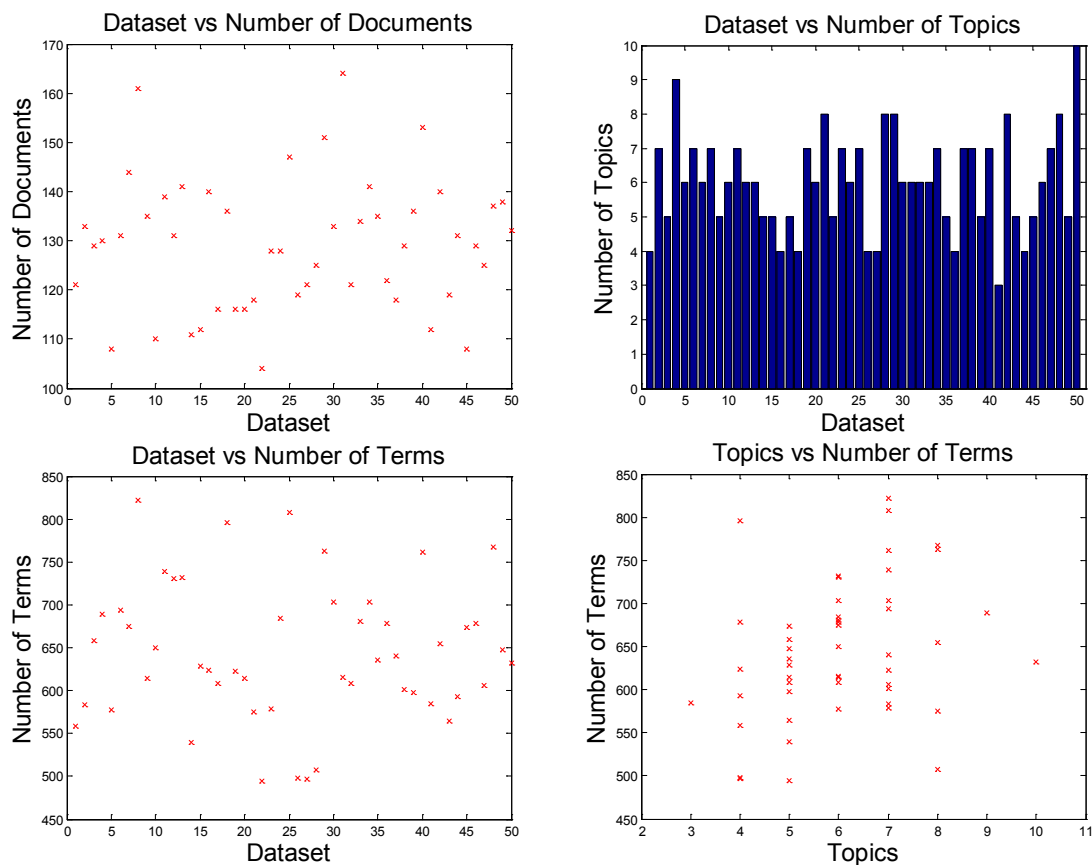 Dataset vs Number of Documents
170
160
150
140
130
120
110
100
Number of Documents
0 5 10 15 20 25 30 35 40 45 50
Dataset
Dataset vs Number of Topics
10
9
8
7
6
5
4
3
2
1
0
Number of Topics
0 5 10 15 20 25 30 35 40 45 50
Dataset
Dataset vs Number of Terms
850
800
750
700
650
600
550
500
450
Number of Terms
0 5 10 15 20 25 30 35 40 45 50
Dataset
Topics vs Number of Terms
850
800
750
700
650
600
550
500
450
Number of Terms
2 3 4 5 6 7 8 9 10 11
Topics